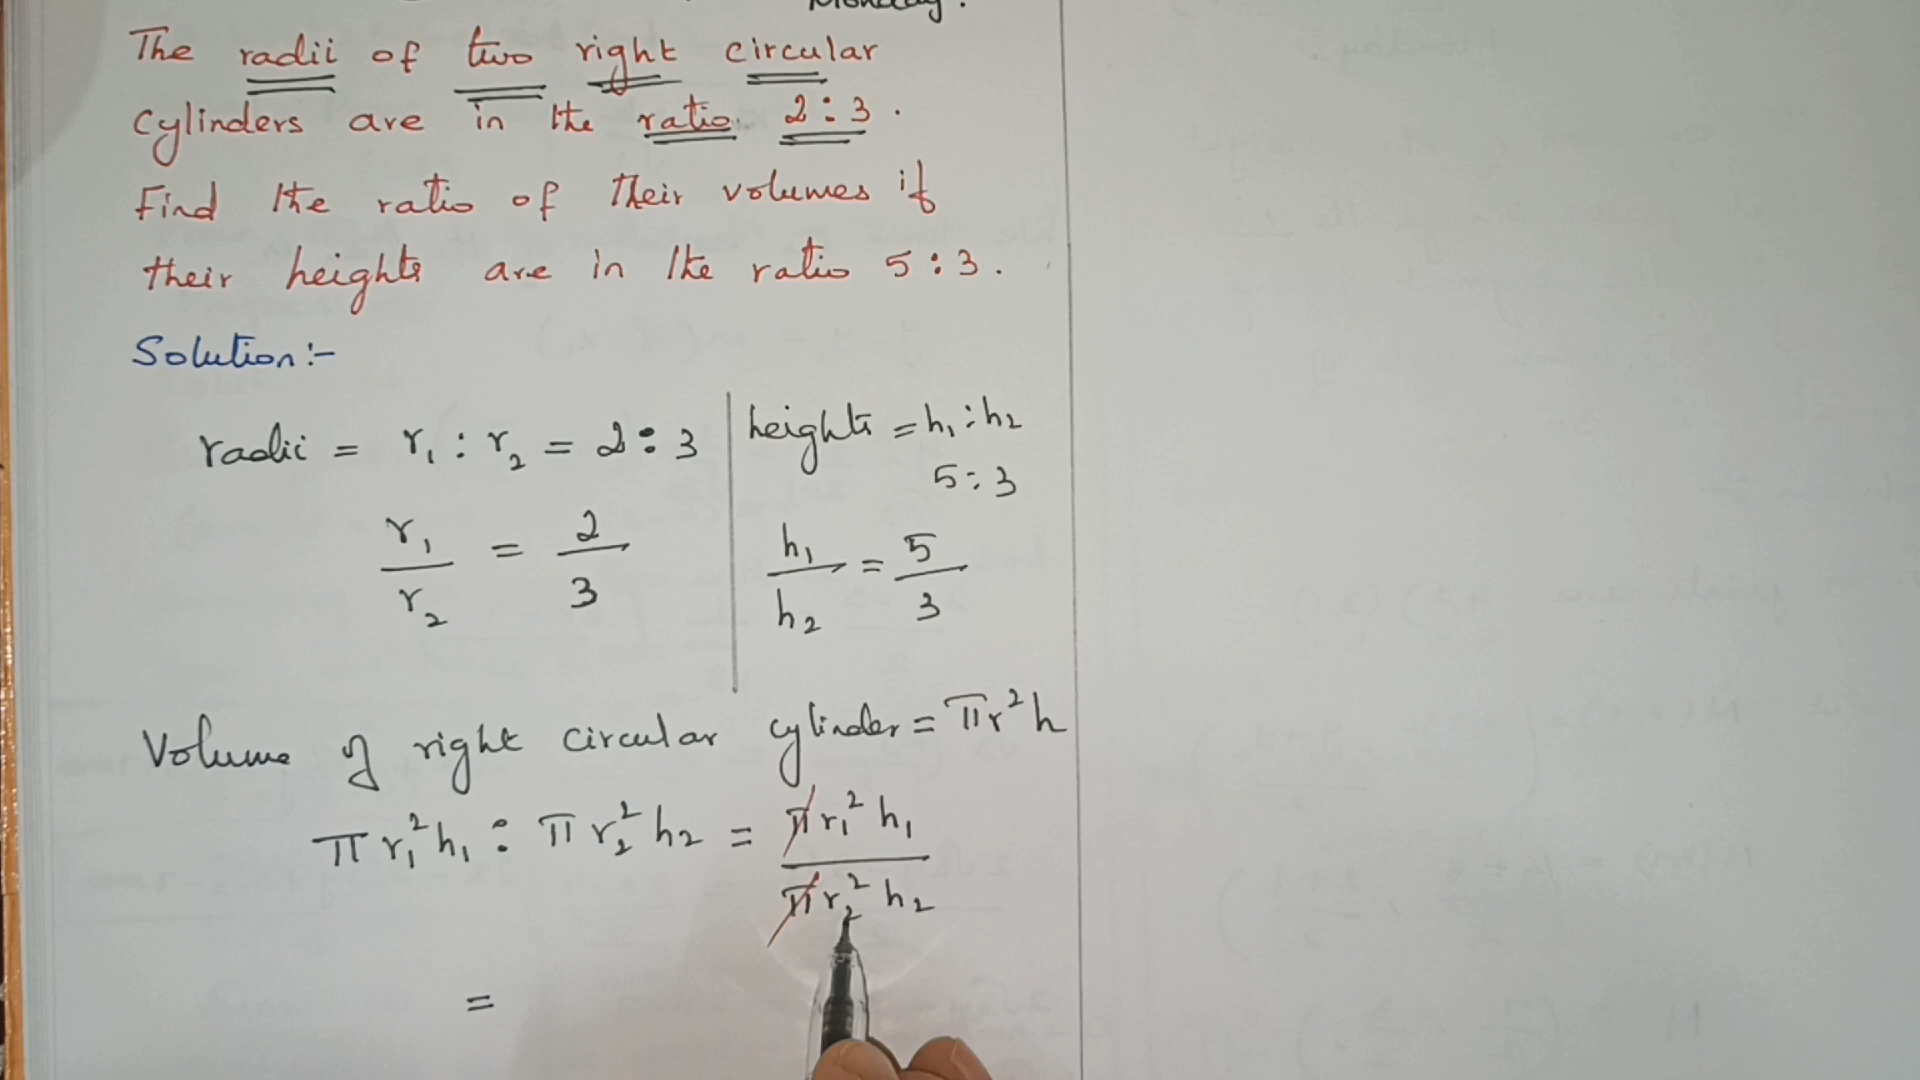 Monday.
The radii of two right circular
cylinders are in the ratio 2:3.
Find the ratio of their volumes if
their heights are in the ratio 5:3.
Solution:-
radii = r₁ : r₂ = 2:3
r₁/r₂ = 2/3
heights = h₁:h₂
5:3
h₁/h₂ = 5/3
Volume of right circular cylinder = πr²h
πr₁²h₁ : πr₂²h₂ = πr₁²h₁/πr₂²h₂
=